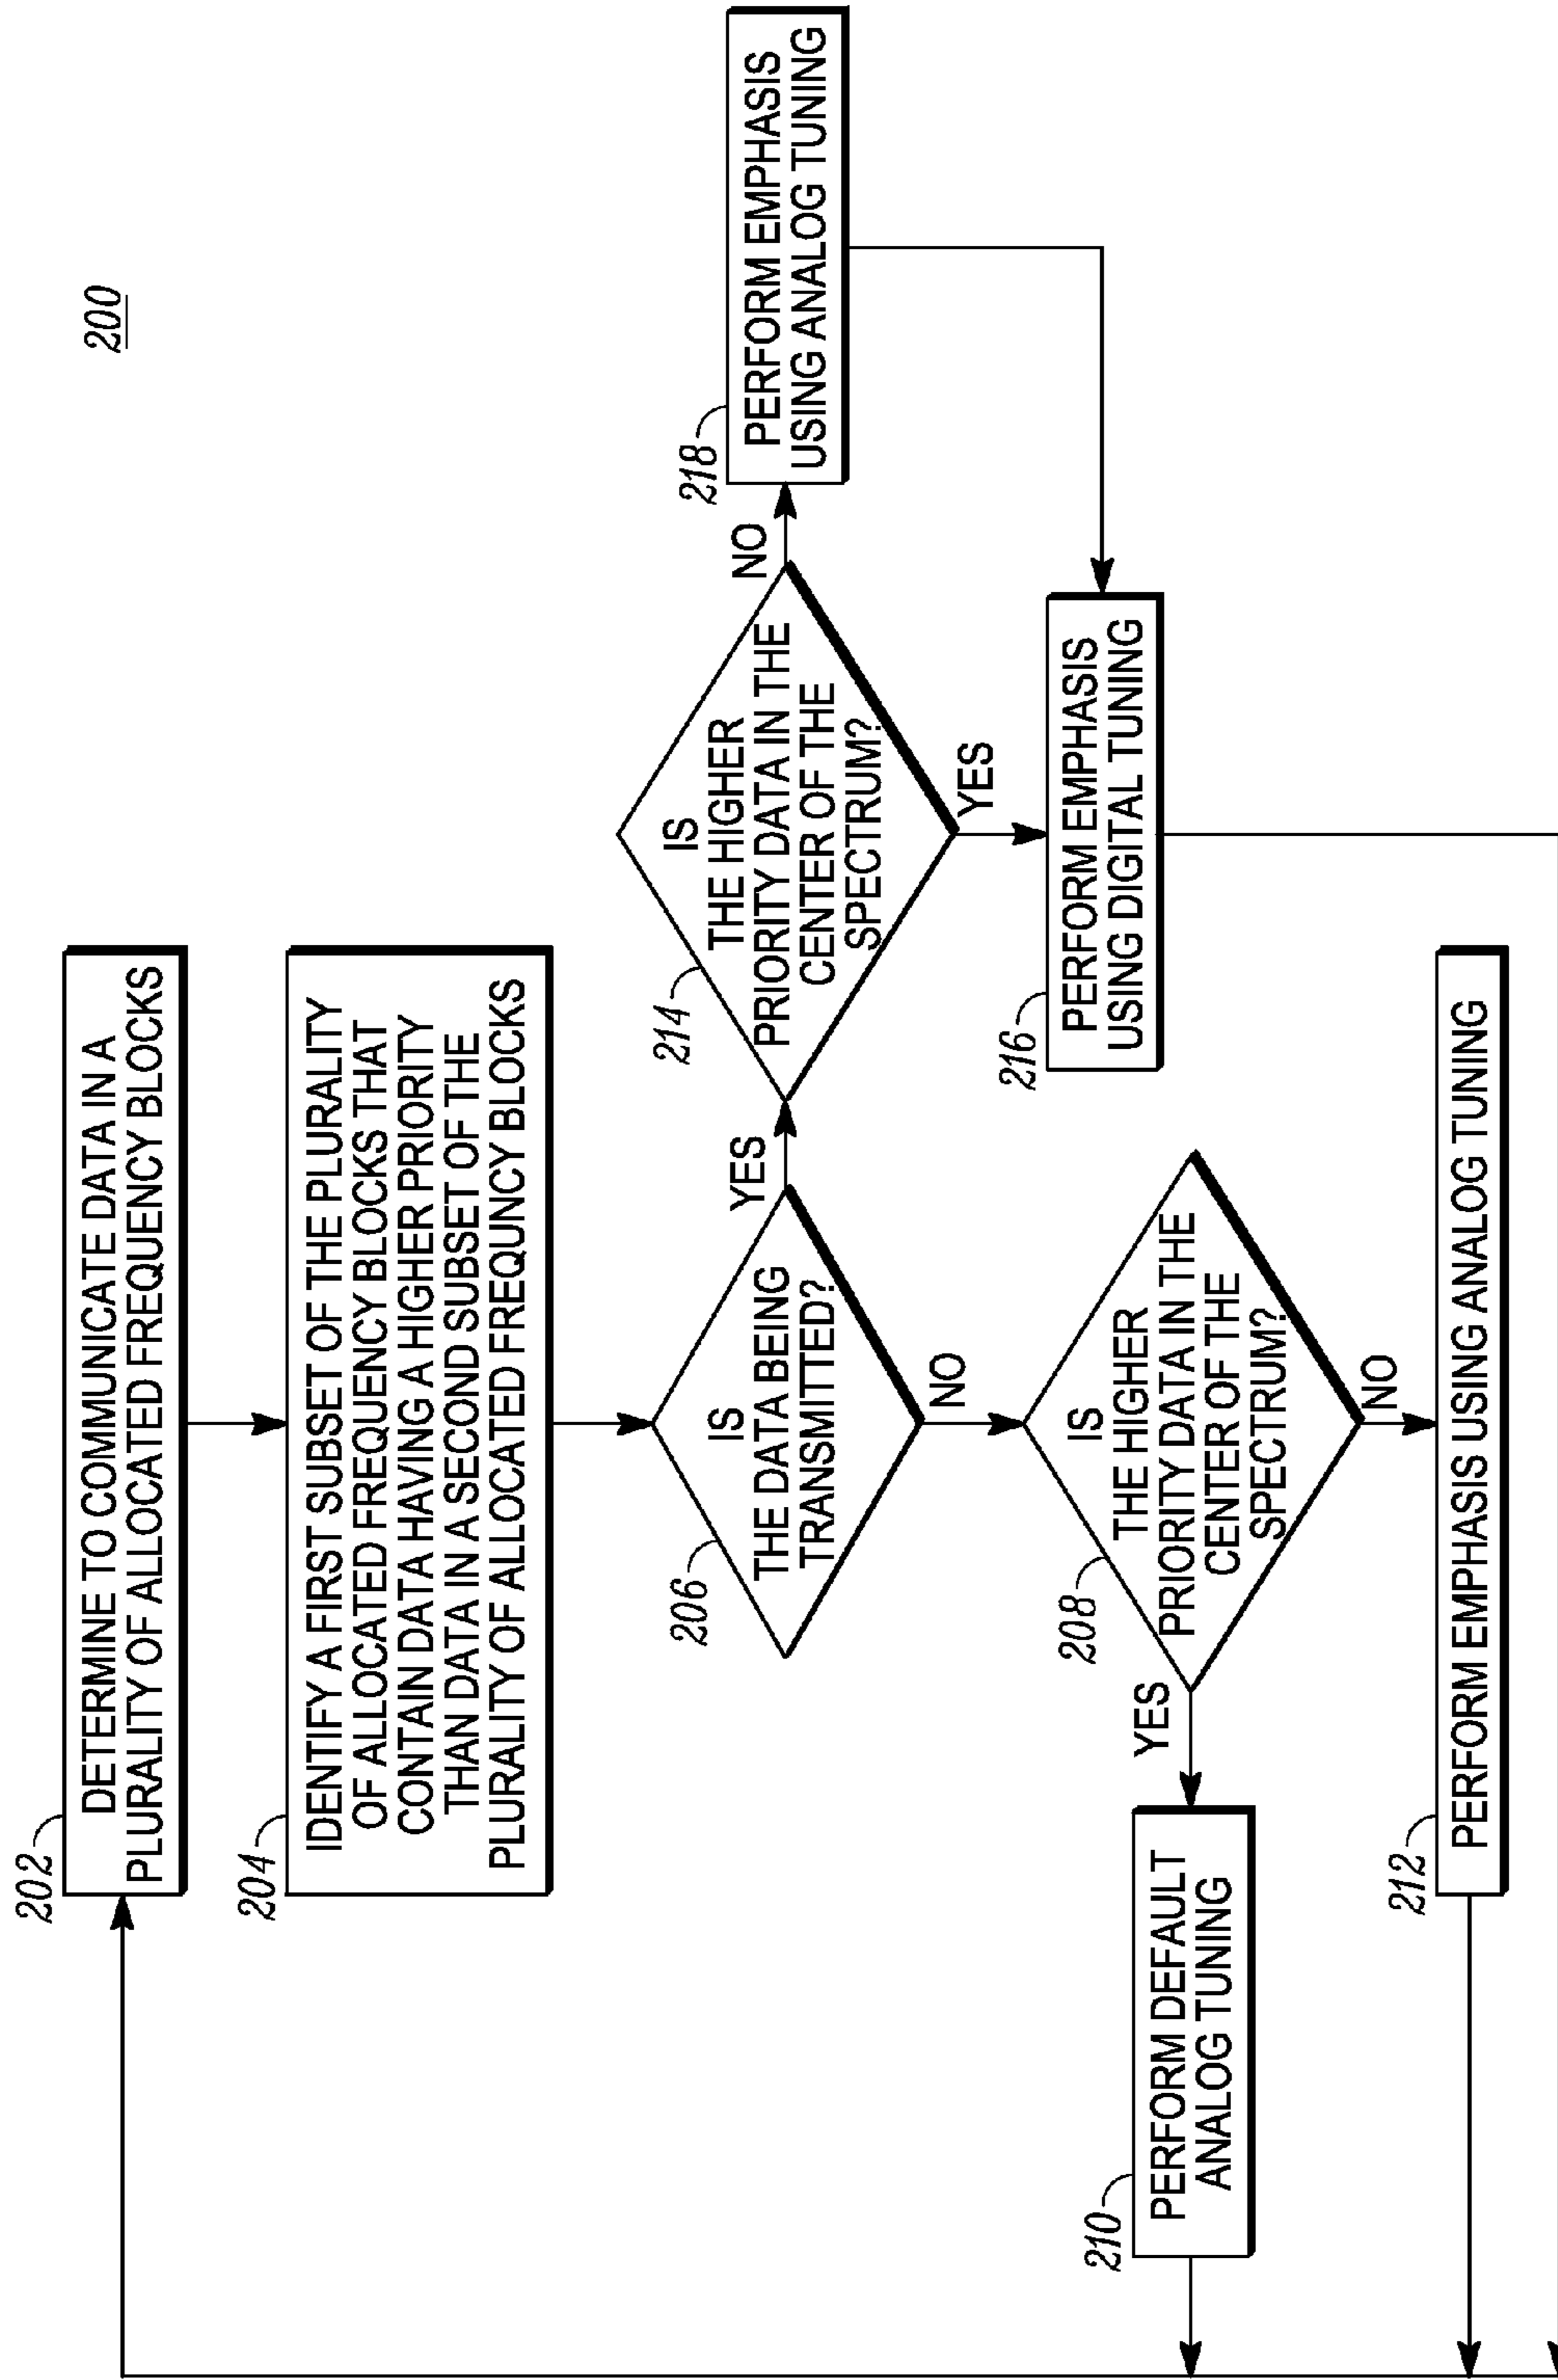 200
202
DETERMINE TO COMMUNICATE DATA IN A
PLURALITY OF ALLOCATED FREQUENCY BLOCKS
204
IDENTIFY A FIRST SUBSET OF THE PLURALITY
OF ALLOCATED FREQUENCY BLOCKS THAT
CONTAIN DATA HAVING A HIGHER PRIORITY
THAN DATA IN A SECOND SUBSET OF THE
PLURALITY OF ALLOCATED FREQUNCY BLOCKS
206
IS
THE DATA BEING
TRANSMITTED?
YES
NO
214
IS
THE HIGHER
PRIORITY DATA IN THE
CENTER OF THE
SPECTRUM?
NO
YES
218
PERFORM EMPHASIS
USING ANALOG TUNING
216
PERFORM EMPHASIS
USING DIGITAL TUNING
208
IS
THE HIGHER
PRIORITY DATA IN THE
CENTER OF THE
SPECTRUM?
YES
NO
210
PERFORM DEFAULT
ANALOG TUNING
212
PERFORM EMPHASIS USING ANALOG TUNING